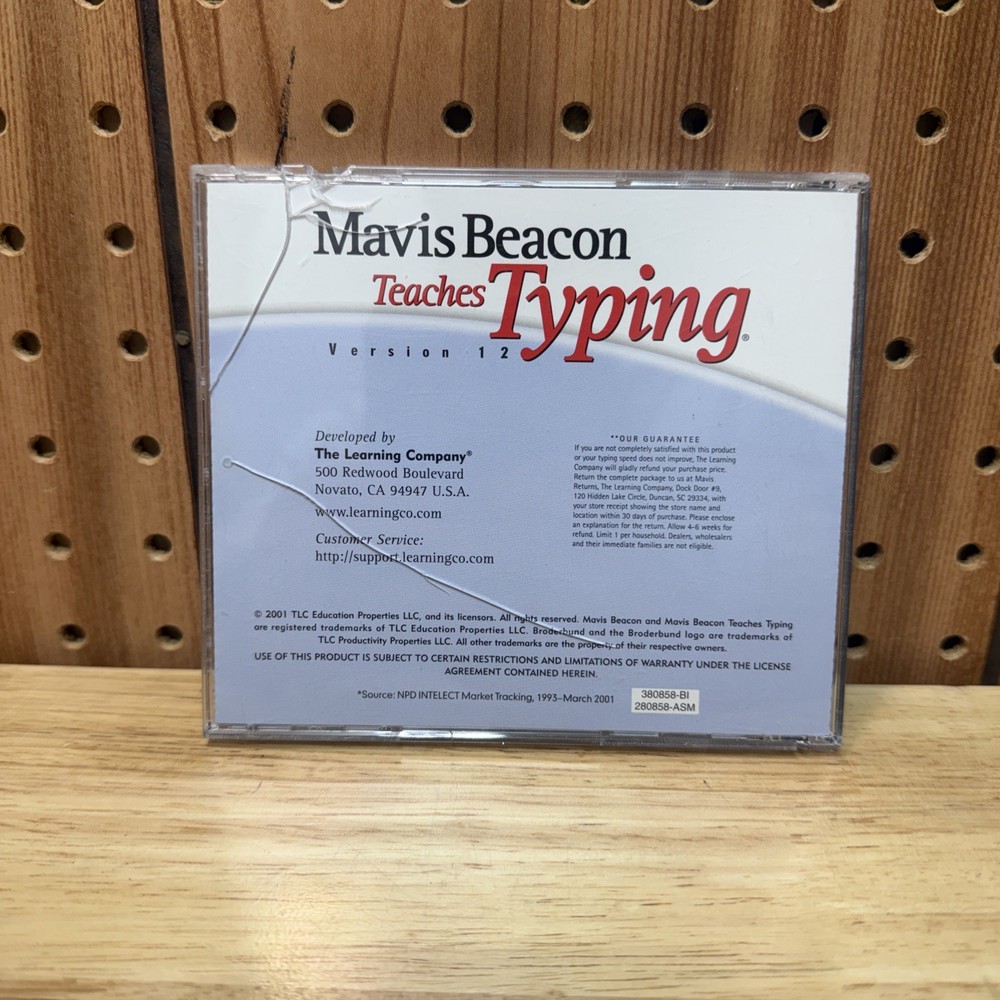 Mavis Beacon
Teaches Typing®
Version 12
Developed by
The Learning Company®
500 Redwood Boulevard
Novato, CA 94947 U.S.A.
www.learningco.com
Customer Service:
http://support.learningco.com
**OUR GUARANTEE
If you are not completely satisfied with this product
or your typing speed does not improve, The Learning
Company will gladly refund your purchase price.
Return the complete package to us at Mavis
Returns, The Learning Company, Dock Door #9,
120 Hidden Lake Circle, Duncan, SC 29334, with
your store receipt showing the store name and
location within 30 days of purchase. Please enclose
an explanation for the return. Allow 4-6 weeks for
refund. Limit 1 per household. Dealers, wholesalers
and their immediate families are not eligible.
© 2001 TLC Education Properties LLC, and its licensors. All rights reserved. Mavis Beacon and Mavis Beacon Teaches Typing
are registered trademarks of TLC Education Properties LLC. Broderbund and the Broderbund logo are trademarks of
TLC Productivity Properties LLC. All other trademarks are the property of their respective owners.
USE OF THIS PRODUCT IS SUBJECT TO CERTAIN RESTRICTIONS AND LIMITATIONS OF WARRANTY UNDER THE LICENSE
AGREEMENT CONTAINED HEREIN.
*Source: NPD INTELECT Market Tracking, 1993–March 2001
380858-BI
280858-ASM